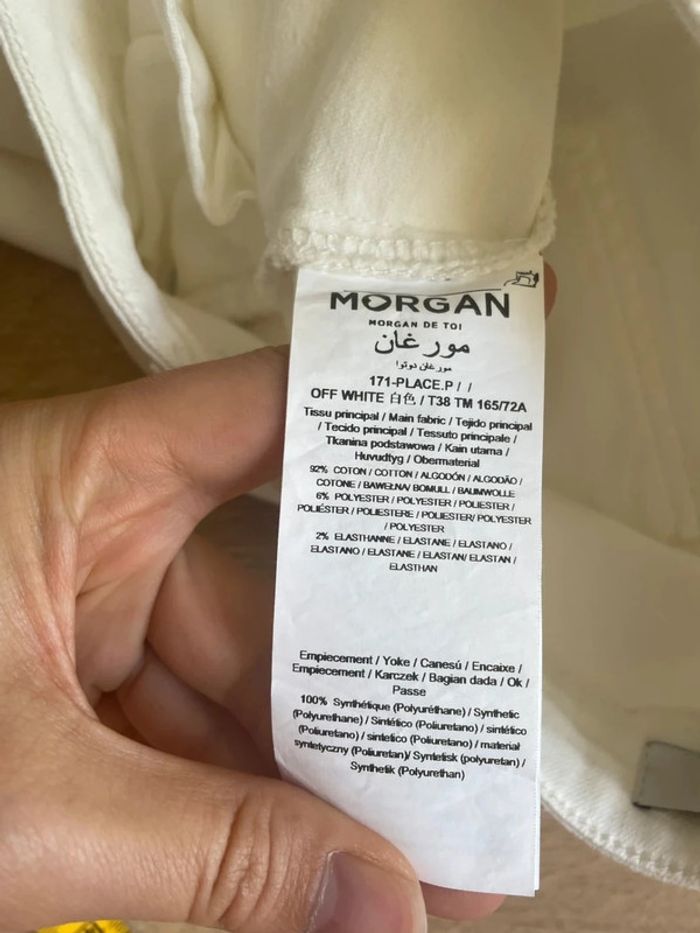 MORGAN
MORGAN DE TOI
مورغان
مورغان دوتوا
171-PLACE.P / /
OFF WHITE 白色 / T38 TM 165/72A
Tissu principal / Main fabric / Tejido principal
/ Tecido principal / Tessuto principale /
Tkanina podstawowa / Kain utama /
Huvudtyg / Obermaterial
92% COTON / COTTON / ALGODÓN / ALGODÃO /
COTONE / BAWEŁNA/ BOMULL / BAUMWOLLE
6% POLYESTER / POLYESTER / POLIESTER /
POLIÉSTER / POLIESTERE / POLIESTER/ POLYESTER
/ POLYESTER
2% ELASTHANNE / ELASTANE / ELASTANO /
ELASTANO / ELASTANE / ELASTAN/ ELASTAN /
ELASTHAN
Empiecement / Yoke / Canesú / Encaixe /
Empiecement / Karczek / Bagian dada / Ok /
Passe
100% Synthétique (Polyuréthane) / Synthetic
(Polyurethane) / Sintético (Poliuretano) / sintético
(Poliuretano) / sintetico (Poliuretano) / materiał
syntetyczny (Poliuretan)/ Syntetisk (polyuretan) /
Synthetik (Polyurethan)